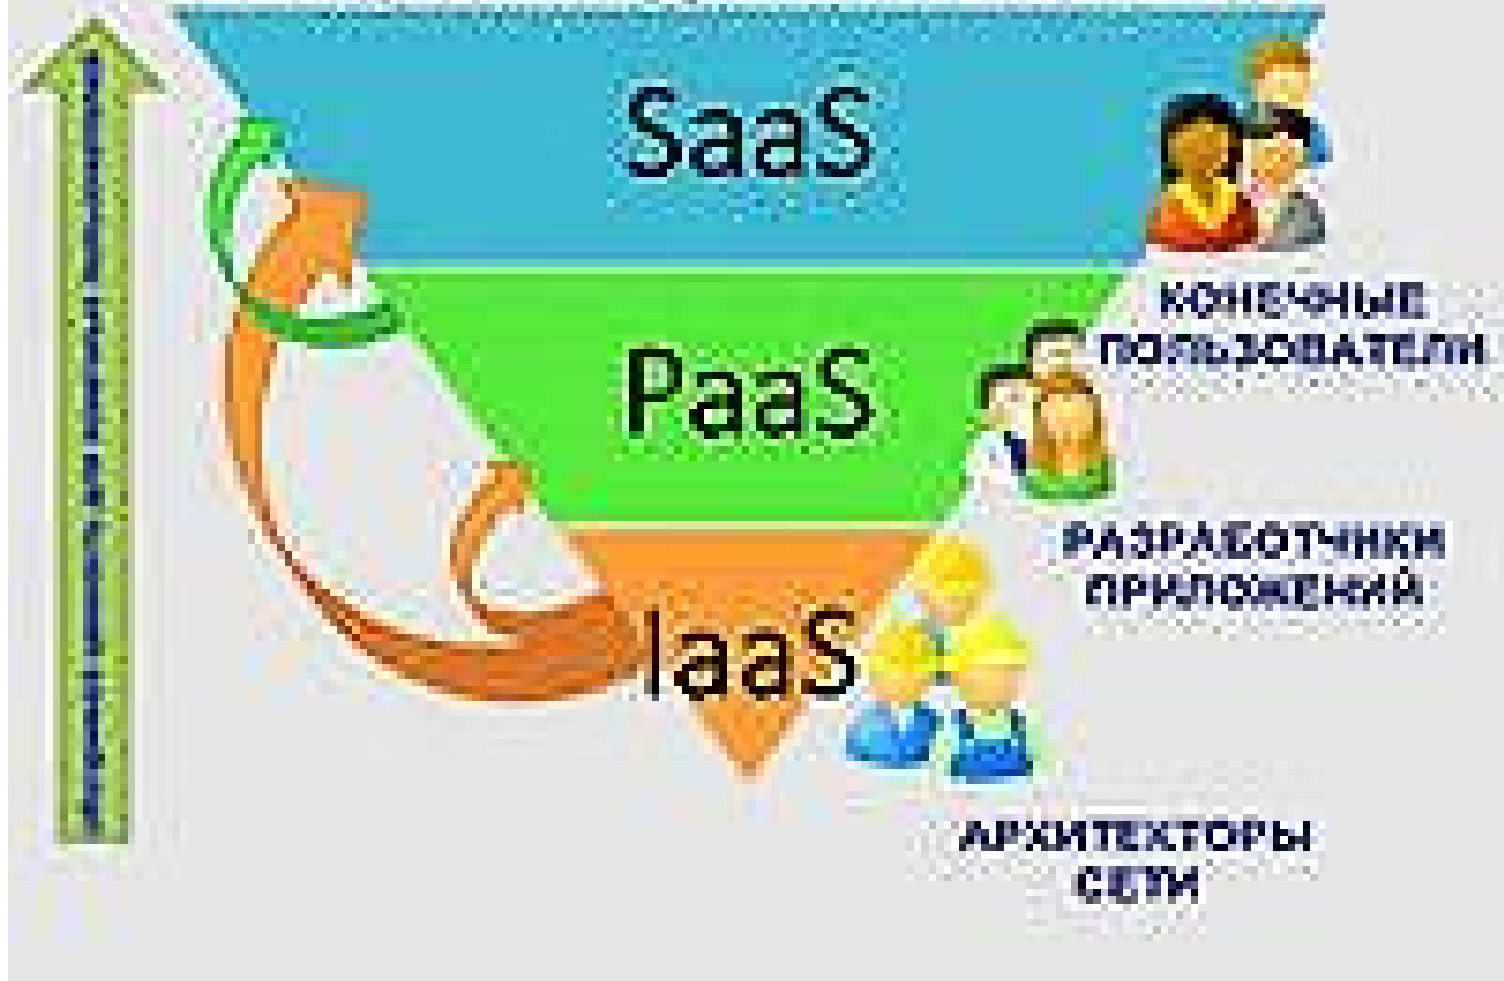 SaaS
КОНЕЧНЫЕ
ПОЛЬЗОВАТЕЛИ
PaaS
РАЗРАБОТЧИКИ
ПРИЛОЖЕНИЙ
IaaS
АРХИТЕКТОРЫ
СЕТИ